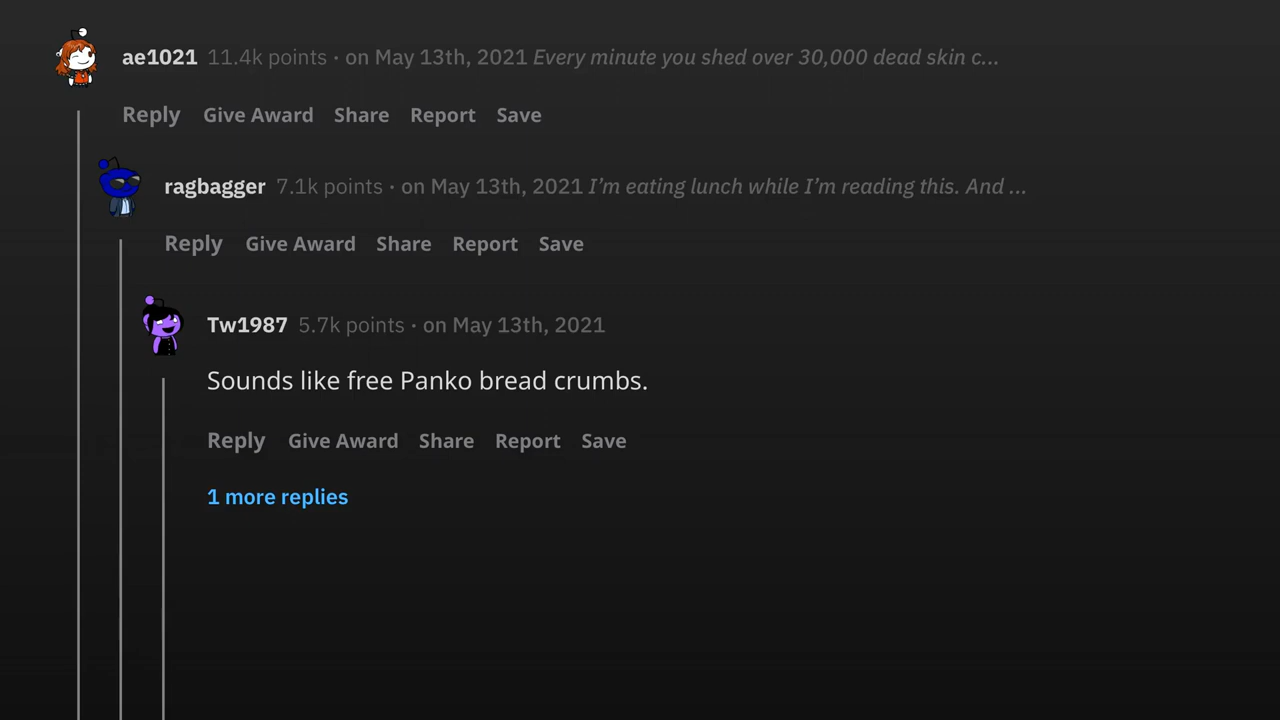 ae1021 11.4k points · on May 13th, 2021 Every minute you shed over 30,000 dead skin c...
Reply Give Award Share Report Save
ragbagger 7.1k points · on May 13th, 2021 I'm eating lunch while I'm reading this. And ...
Reply Give Award Share Report Save
Tw1987 5.7k points · on May 13th, 2021
Sounds like free Panko bread crumbs.
Reply Give Award Share Report Save
1 more replies